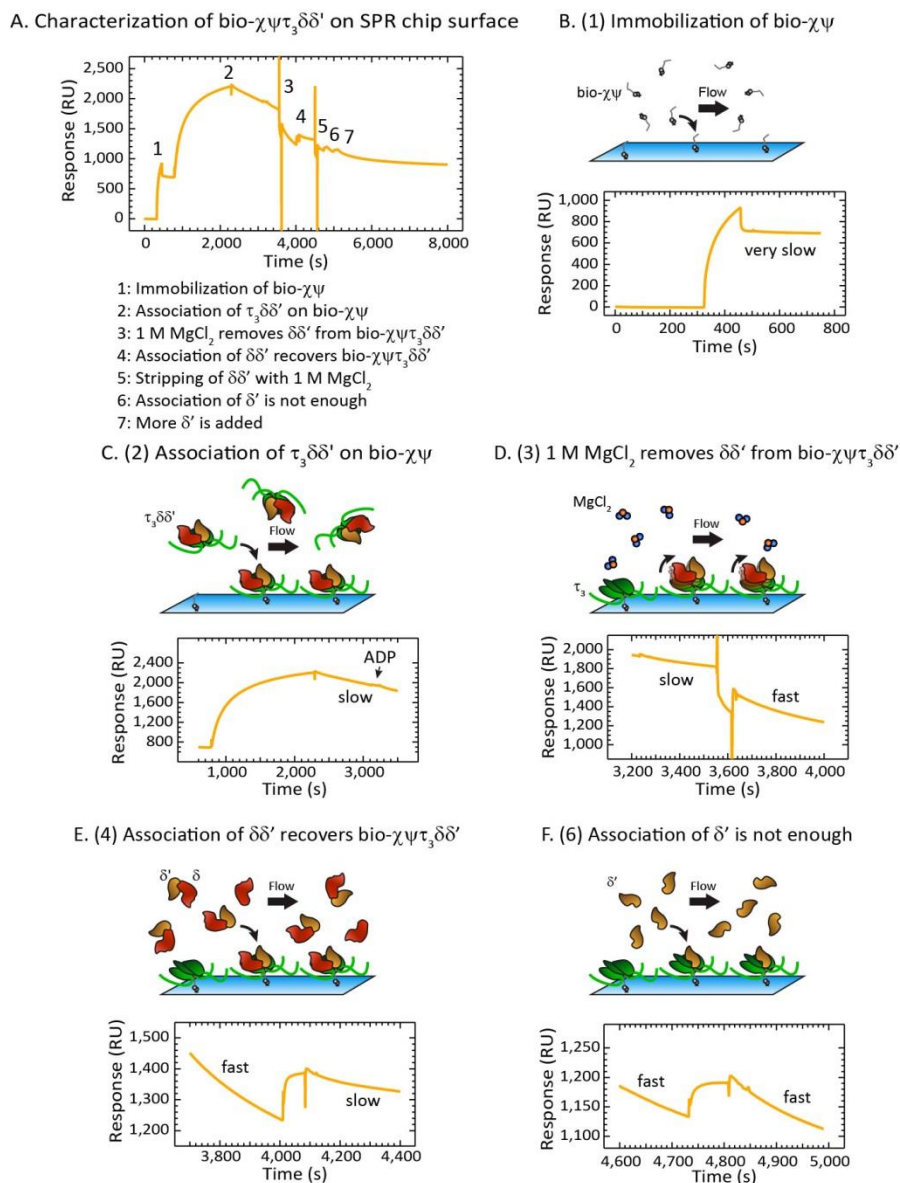 A. Characterization of bio-χψτ₃δδ' on SPR chip surface
Response (RU)
2,500
2,000
1,500
1,000
500
0
1
2
3
4
5
6
7
0
2,000
4,000
6,000
8,000
Time (s)
1: Immobilization of bio-χψ
2: Association of τ₃δδ' on bio-χψ
3: 1 M MgCl₂ removes δδ‘ from bio-χψτ₃δδ’
4: Association of δδ’ recovers bio-χψτ₃δδ’
5: Stripping of δδ’ with 1 M MgCl₂
6: Association of δ’ is not enough
7: More δ’ is added
B. (1) Immobilization of bio-χψ
bio-χψ
Flow
Response (RU)
1,000
800
600
400
200
0
very slow
0
200
400
600
800
Time (s)
C. (2) Association of τ₃δδ' on bio-χψ
τ₃δδ'
Flow
Response (RU)
2,400
2,000
1,600
1,200
800
ADP
slow
1,000
2,000
3,000
Time (s)
D. (3) 1 M MgCl₂ removes δδ‘ from bio-χψτ₃δδ’
MgCl₂
Flow
τ₃
Response (RU)
2,000
1,800
1,600
1,400
1,200
1,000
slow
fast
3,200
3,400
3,600
3,800
4,000
Time (s)
E. (4) Association of δδ’ recovers bio-χψτ₃δδ’
δ'
δ
Flow
Response (RU)
1,500
1,400
1,300
1,200
fast
slow
3,800
4,000
4,200
4,400
Time (s)
F. (6) Association of δ’ is not enough
δ’
Flow
Response (RU)
1,250
1,200
1,150
1,100
fast
fast
4,600
4,700
4,800
4,900
5,000
Time (s)